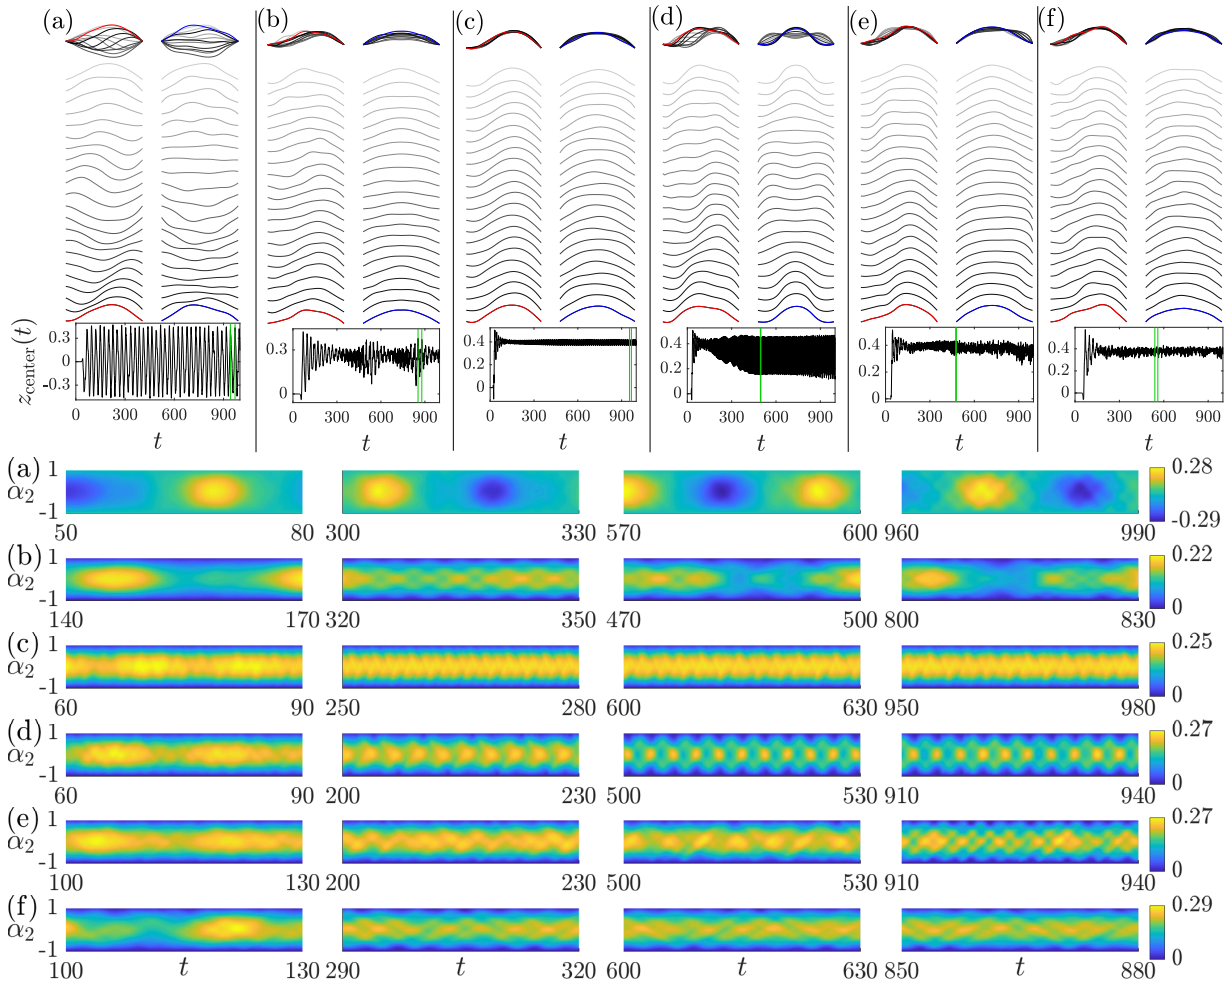 (a) (b) (c) (d) (e) (f)
z_center(t)
0.3 0 -0.3
0.3 0
0.4 0.2 0
0.4 0.2 0
0.4 0.2 0
0.4 0.2 0
0 300 600 900 0 300 600 900 0 300 600 900 0 300 600 900 0 300 600 900 0 300 600 900
t t t t t t
(a) α₂ 1 -1 0.28 -0.29
50 80 300 330 570 600 960 990
(b) α₂ 1 -1 0.22 0
140 170 320 350 470 500 800 830
(c) α₂ 1 -1 0.25 0
60 90 250 280 600 630 950 980
(d) α₂ 1 -1 0.27 0
60 90 200 230 500 530 910 940
(e) α₂ 1 -1 0.27 0
100 130 200 230 500 530 910 940
(f) α₂ 1 -1 0.29 0
100 t 130 290 320 600 t 630 850 t 880